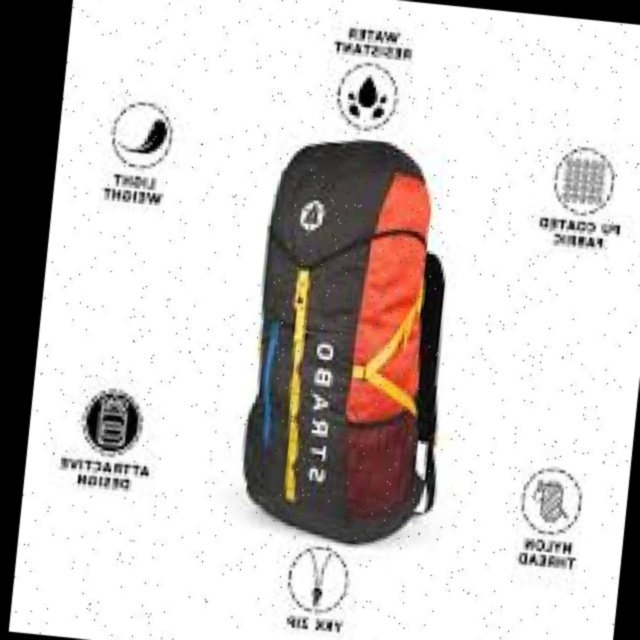 WATER
RESISTANT
PU COATED
FABRIC
LIGHT
WEIGHT
STRABO
NYLON
THREAD
ATTRACTIVE
DESIGN
YKK ZIP